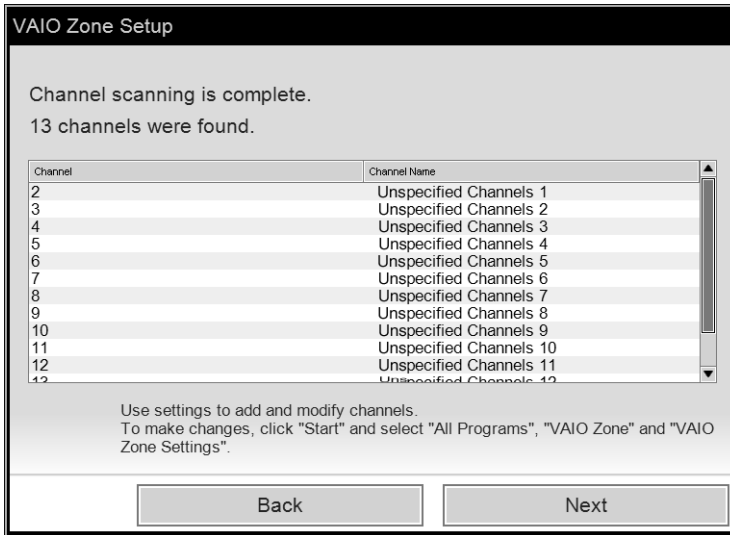 VAIO Zone Setup
Channel scanning is complete.
13 channels were found.
Channel Channel Name
2 Unspecified Channels 1
3 Unspecified Channels 2
4 Unspecified Channels 3
5 Unspecified Channels 4
6 Unspecified Channels 5
7 Unspecified Channels 6
8 Unspecified Channels 7
9 Unspecified Channels 8
10 Unspecified Channels 9
11 Unspecified Channels 10
12 Unspecified Channels 11
13 Unspecified Channels 12
Use settings to add and modify channels.
To make changes, click "Start" and select "All Programs", "VAIO Zone" and "VAIO
Zone Settings".
Back Next